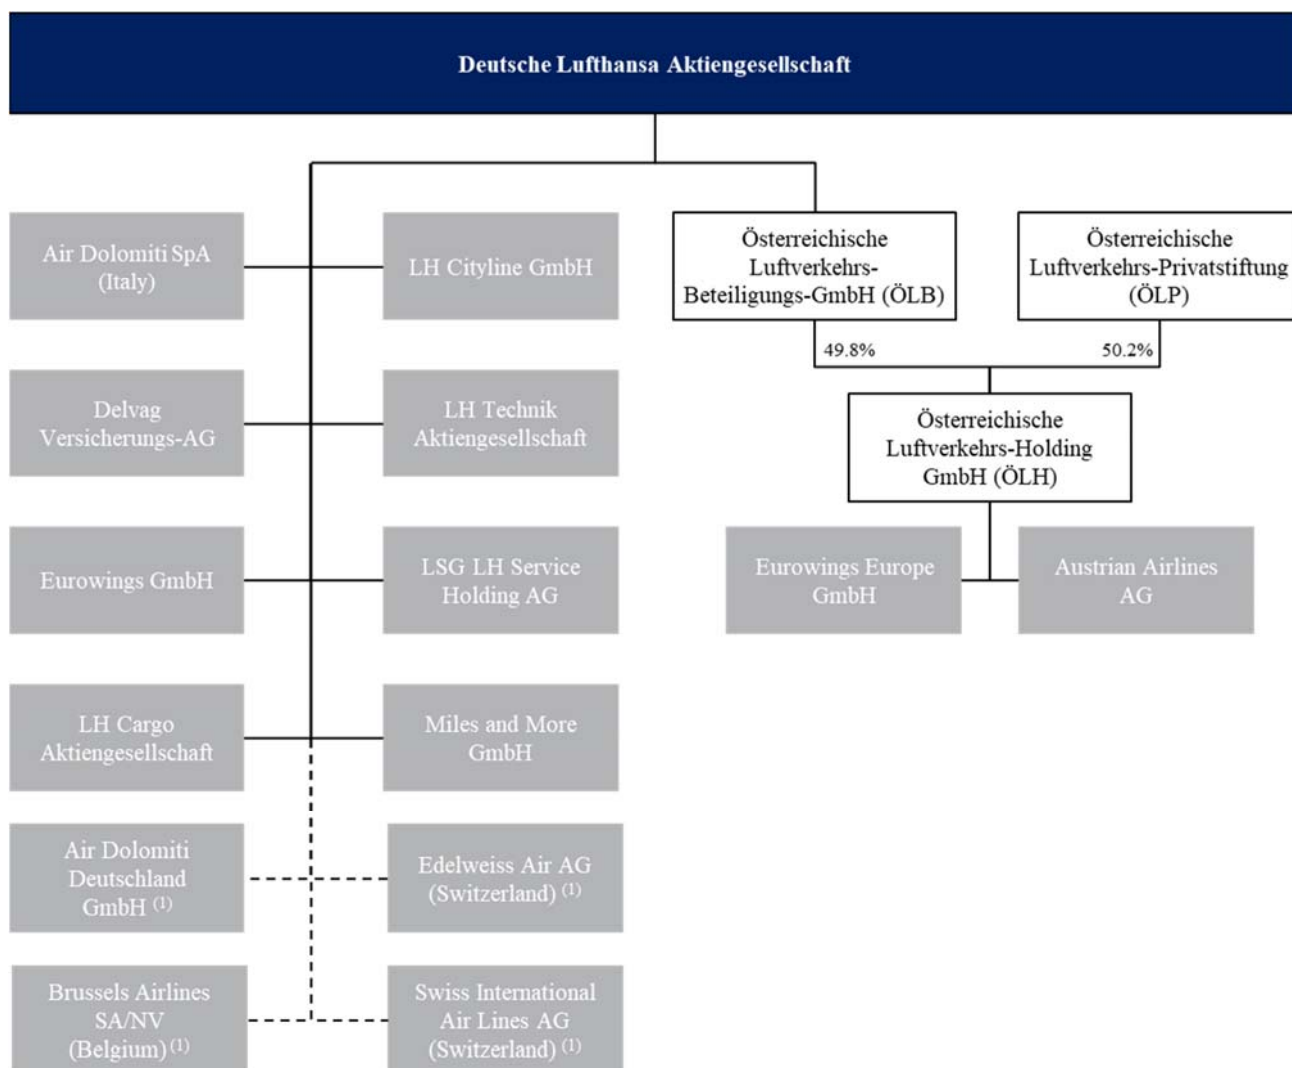 Deutsche Lufthansa Aktiengesellschaft
Air Dolomiti SpA
(Italy)
LH Cityline GmbH
Österreichische
Luftverkehrs-
Beteiligungs-GmbH (ÖLB)
Österreichische
Luftverkehrs-Privatstiftung
(ÖLP)
49.8%
50.2%
Delvag
Versicherungs-AG
LH Technik
Aktiengesellschaft
Österreichische
Luftverkehrs-Holding
GmbH (ÖLH)
Eurowings GmbH
LSG LH Service
Holding AG
Eurowings Europe
GmbH
Austrian Airlines
AG
LH Cargo
Aktiengesellschaft
Miles and More
GmbH
Air Dolomiti
Deutschland
GmbH (1)
Edelweiss Air AG
(Switzerland) (1)
Brussels Airlines
SA/NV
(Belgium) (1)
Swiss International
Air Lines AG
(Switzerland) (1)